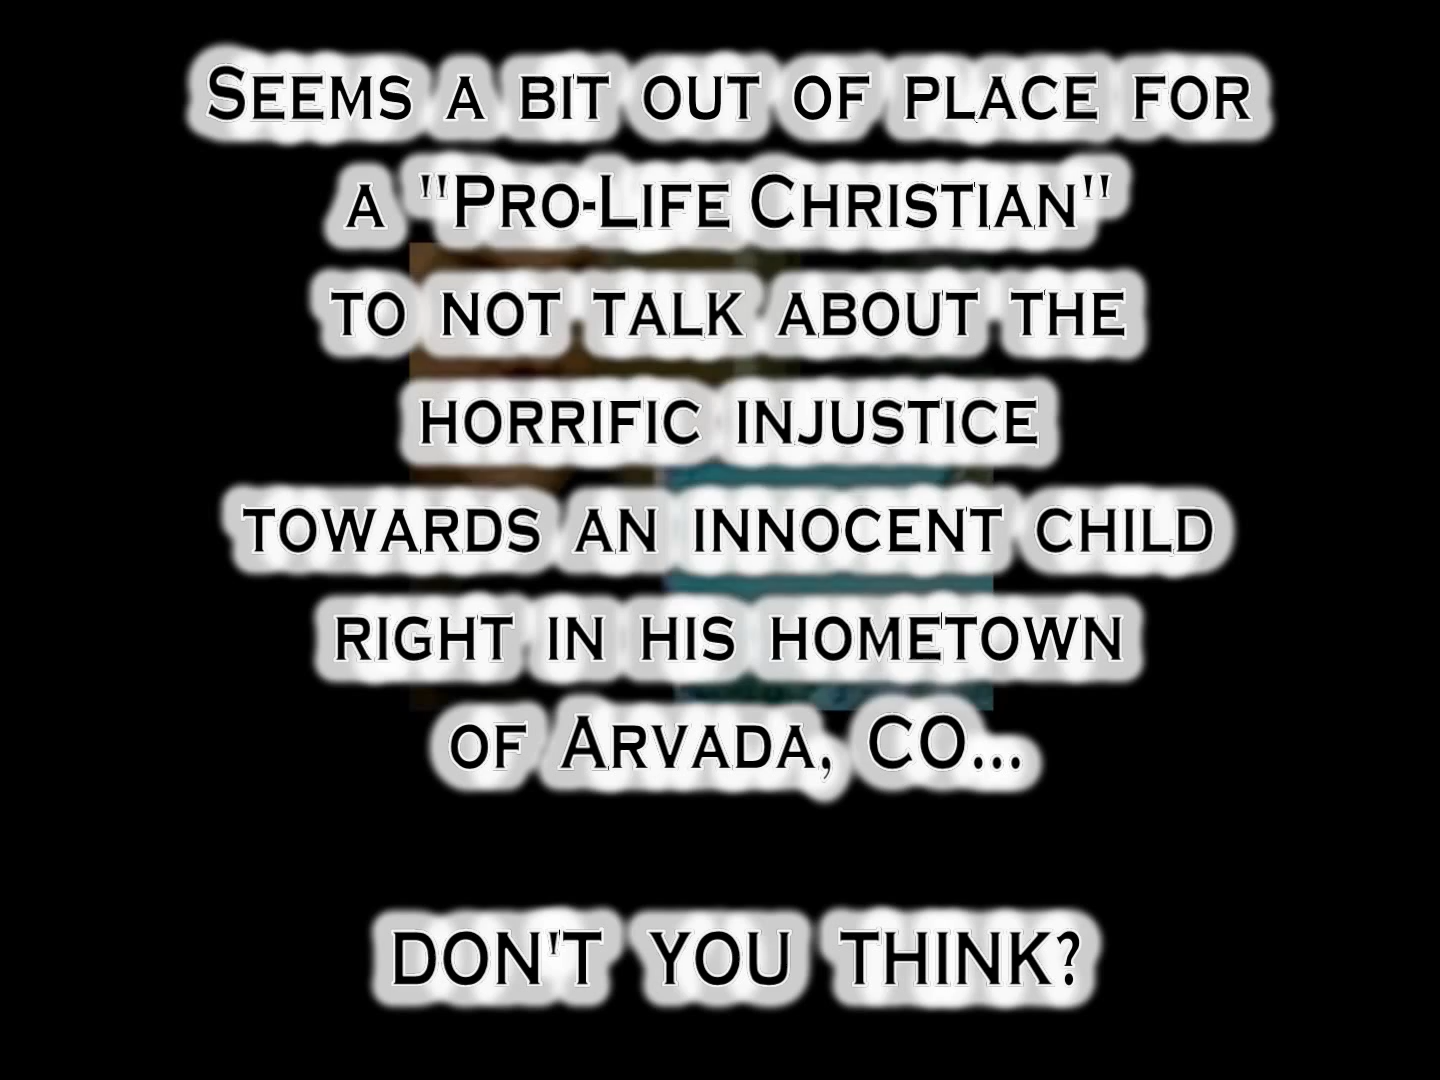 Seems a bit out of place for
a "Pro-Life Christian"
to not talk about the
horrific injustice
towards an innocent child
right in his hometown
of Arvada, CO...
DON'T YOU THINK?